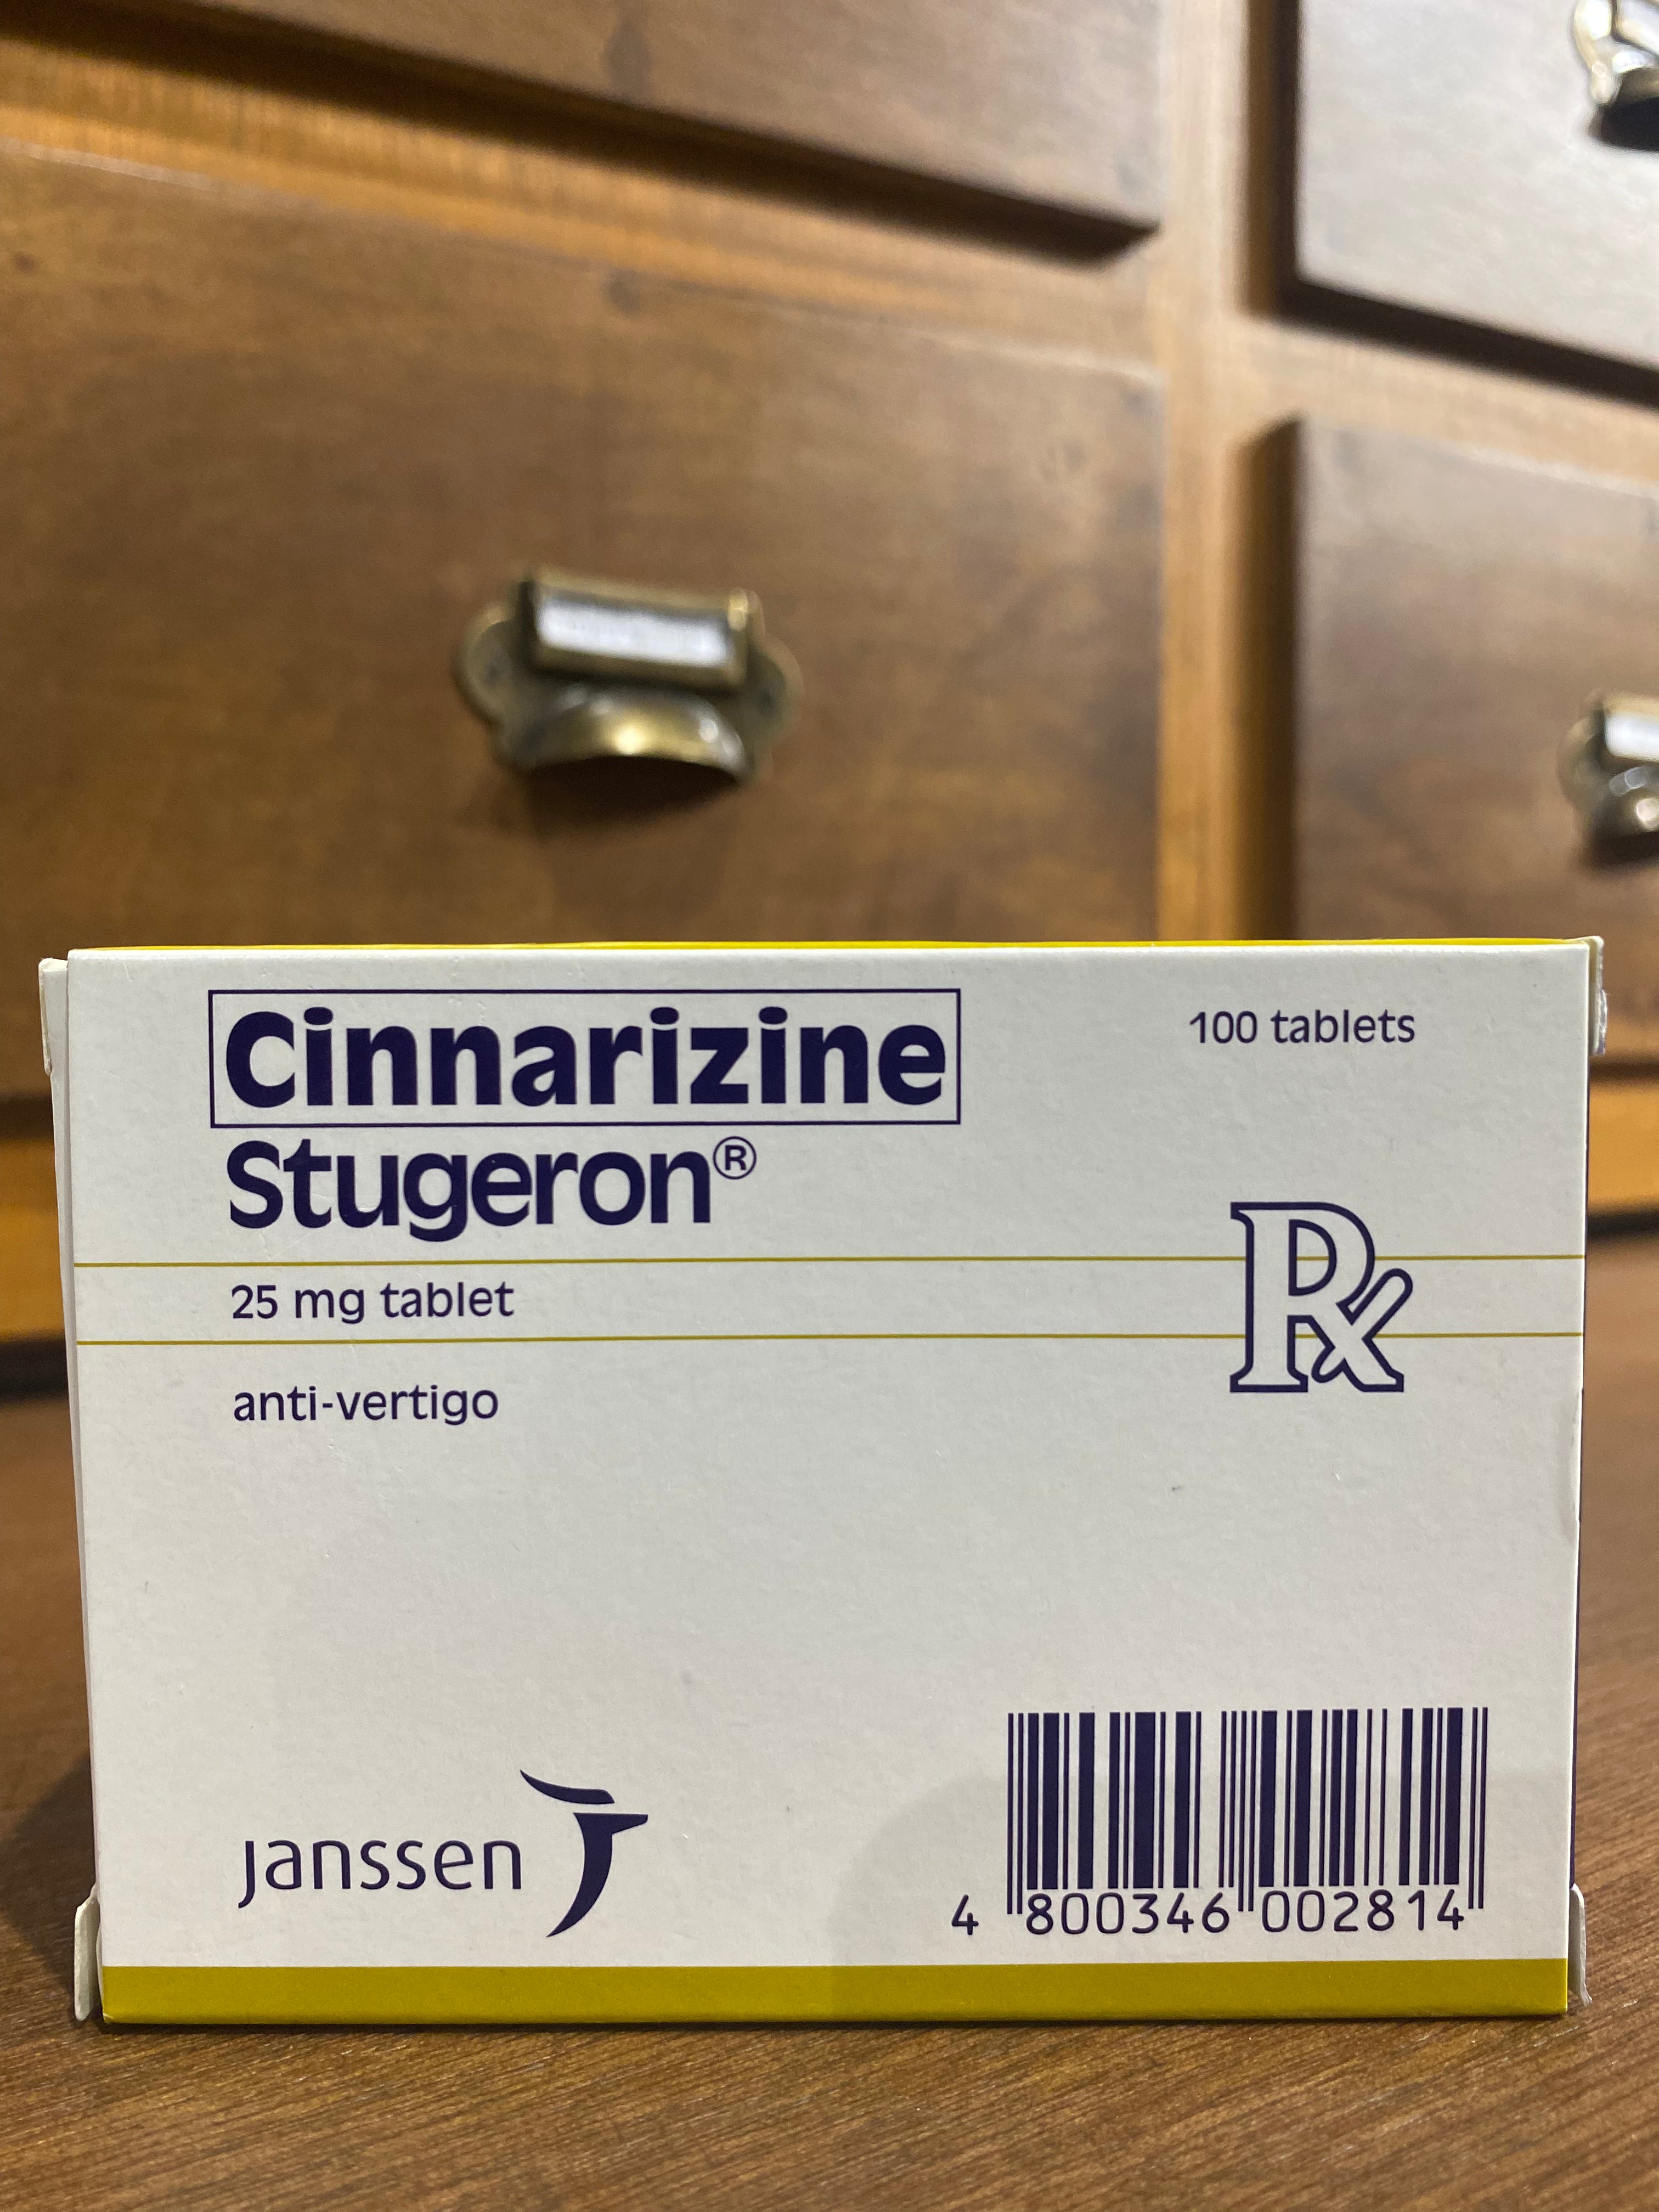 Cinnarizine
100 tablets
Stugeron®
25 mg tablet
Rx
anti-vertigo
janssen
4 800346 002814